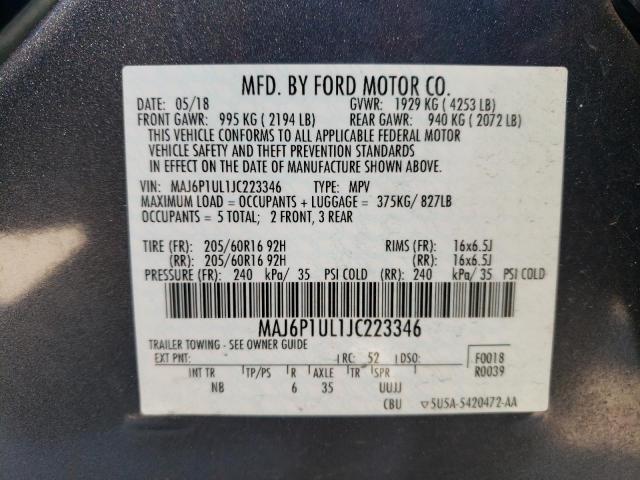 MFD. BY FORD MOTOR CO.
DATE: 05/18 GVWR: 1929 KG ( 4253 LB)
FRONT GAWR: 995 KG ( 2194 LB) REAR GAWR: 940 KG ( 2072 LB)
THIS VEHICLE CONFORMS TO ALL APPLICABLE FEDERAL MOTOR
VEHICLE SAFETY AND THEFT PREVENTION STANDARDS
IN EFFECT ON THE DATE OF MANUFACTURE SHOWN ABOVE.
VIN: MAJ6P1UL1JC223346 TYPE: MPV
MAXIMUM LOAD = OCCUPANTS + LUGGAGE = 375KG/ 827LB
OCCUPANTS = 5 TOTAL; 2 FRONT, 3 REAR
TIRE (FR): 205/60R16 92H RIMS (FR): 16x6.5J
(RR): 205/60R16 92H (RR): 16x6.5J
PRESSURE (FR): 240 kPa/ 35 PSI COLD (RR): 240 kPa/ 35 PSI COLD
MAJ6P1UL1JC223346
TRAILER TOWING - SEE OWNER GUIDE
EXT PNT: RC: 52 DSO: F0018
R0039
INT TR TP/PS R AXLE TR SPR
NB 6 35 UUJJ
CBU 5U5A-5420472-AA